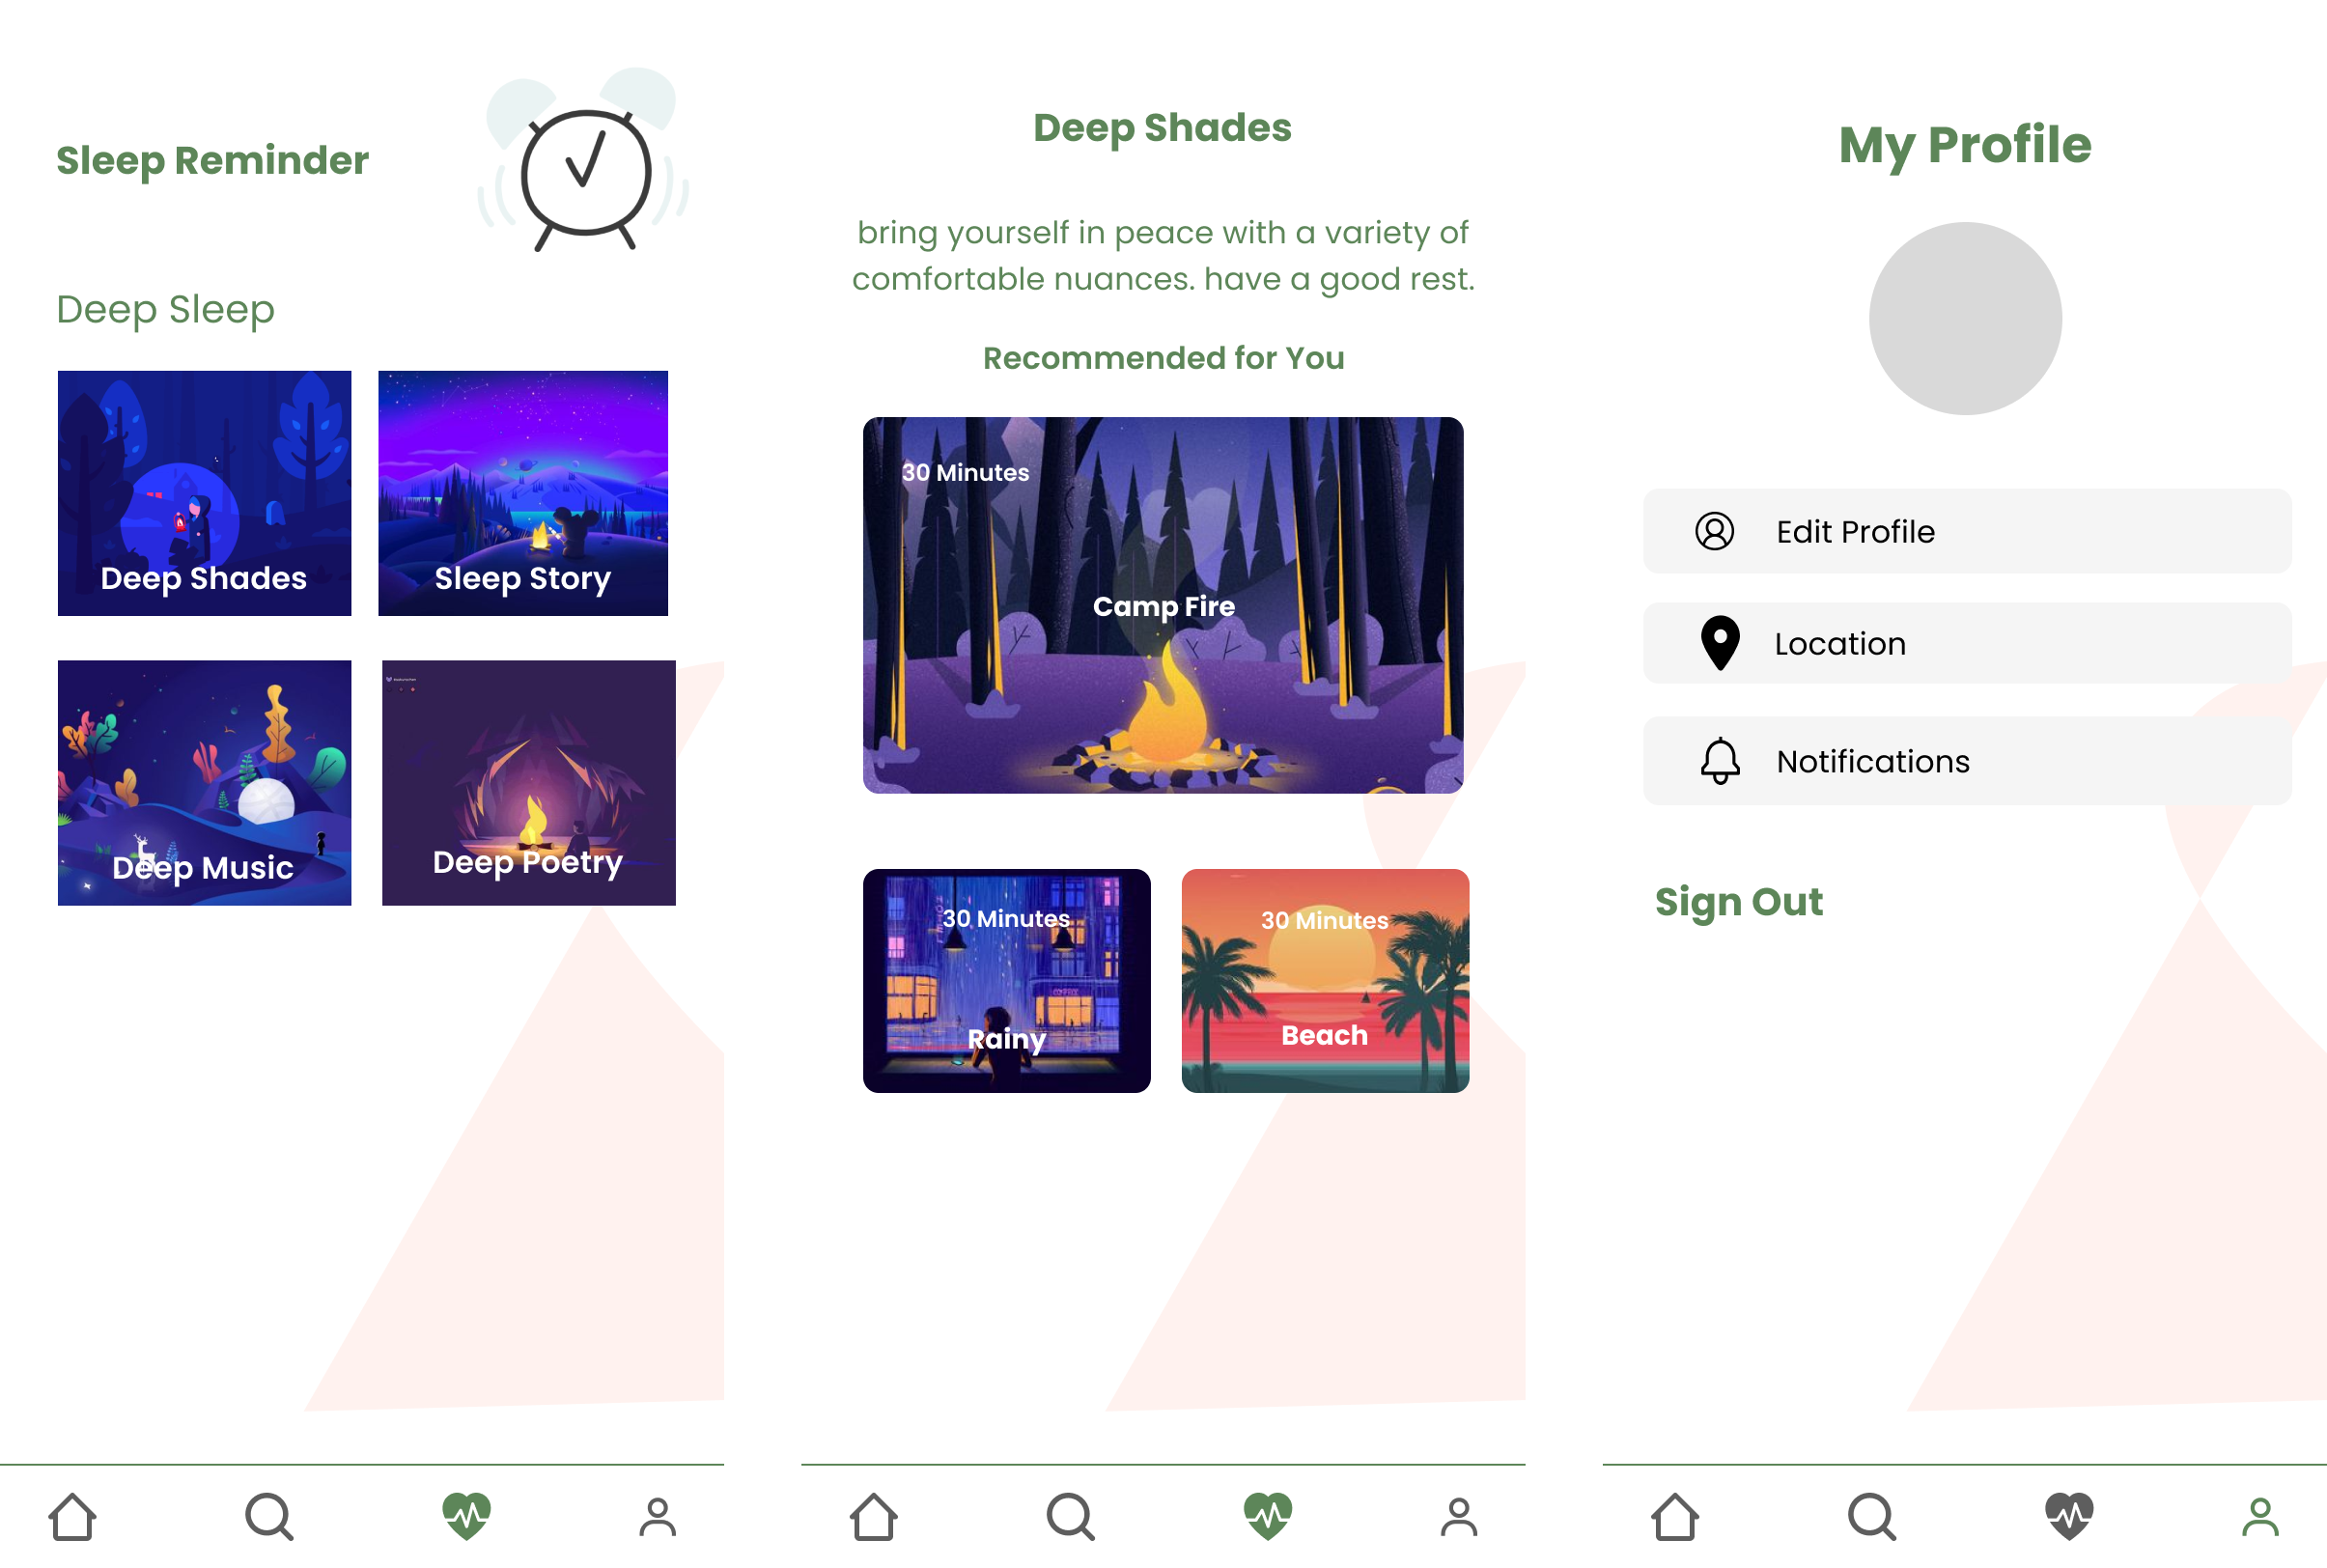 Sleep Reminder
Deep Sleep
Deep Shades
Sleep Story
Deep Music
Deep Poetry
Deep Shades
bring yourself in peace with a variety of
comfortable nuances. have a good rest.
Recommended for You
30 Minutes
Camp Fire
30 Minutes
Rainy
30 Minutes
Beach
My Profile
Edit Profile
Location
Notifications
Sign Out